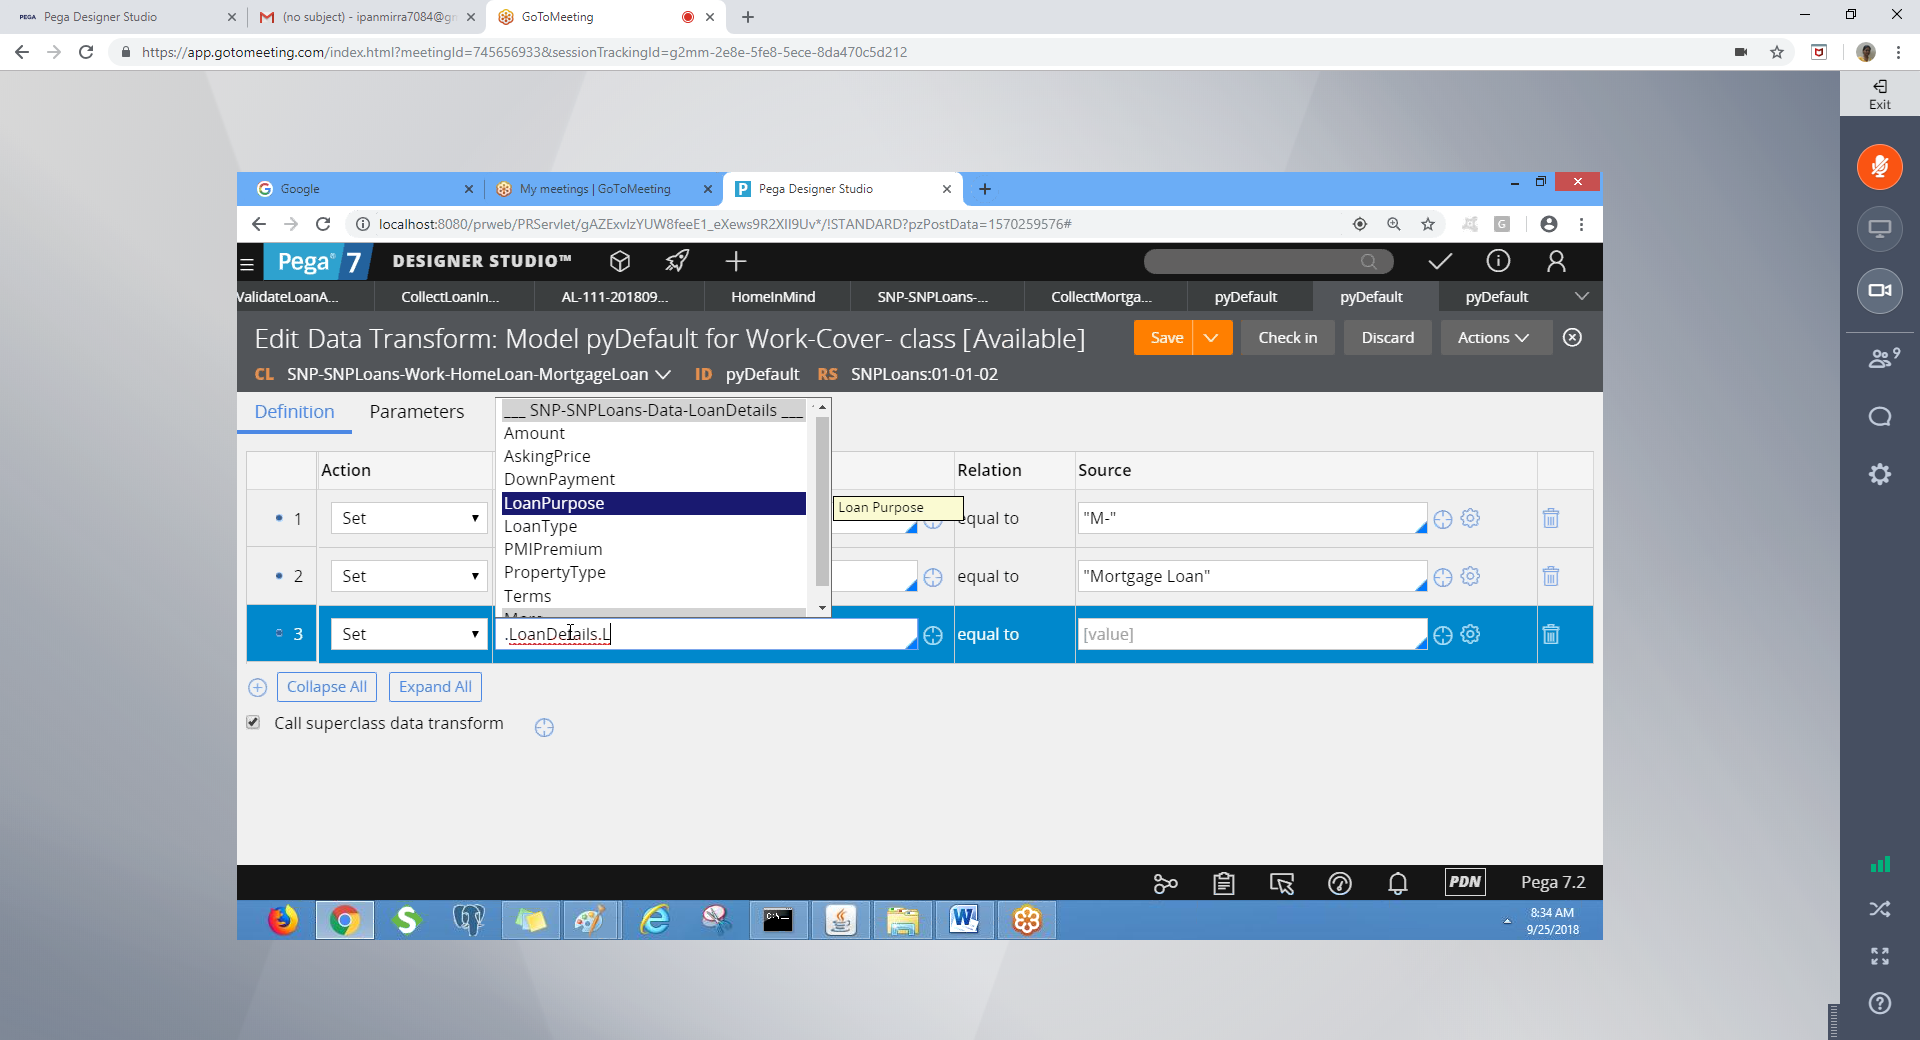 PEGA Pega Designer Studio
(no subject) - ipanmirra7084@gr
GoToMeeting
https://app.gotomeeting.com/index.html?meetingId=745656933&sessionTrackingId=g2mm-2e8e-5fe8-5ece-8da470c5d212
Exit
Google
My meetings | GoToMeeting
Pega Designer Studio
localhost:8080/prweb/PRServlet/gAZExvlzYUW8feeE1_eXews9R2XII9Uv*/!STANDARD?pzPostData=1570259576#
Pega 7 DESIGNER STUDIO™
ValidateLoanA... CollectLoanIn... AL-111-201809... HomeInMind SNP-SNPLoans-... CollectMortga... pyDefault pyDefault pyDefault
Edit Data Transform: Model pyDefault for Work-Cover- class [Available] Save Check in Discard Actions
CL SNP-SNPLoans-Work-HomeLoan-MortgageLoan ID pyDefault RS SNPLoans:01-01-02
Definition Parameters
___ SNP-SNPLoans-Data-LoanDetails ___
Amount
AskingPrice
DownPayment
LoanPurpose
LoanType
PMIPremium
PropertyType
Terms
Loan Purpose
Action Relation Source
1 Set equal to "M-"
2 Set equal to "Mortgage Loan"
3 Set .LoanDetails.L equal to [value]
Collapse All Expand All
Call superclass data transform
PDN Pega 7.2
8:34 AM
9/25/2018
9